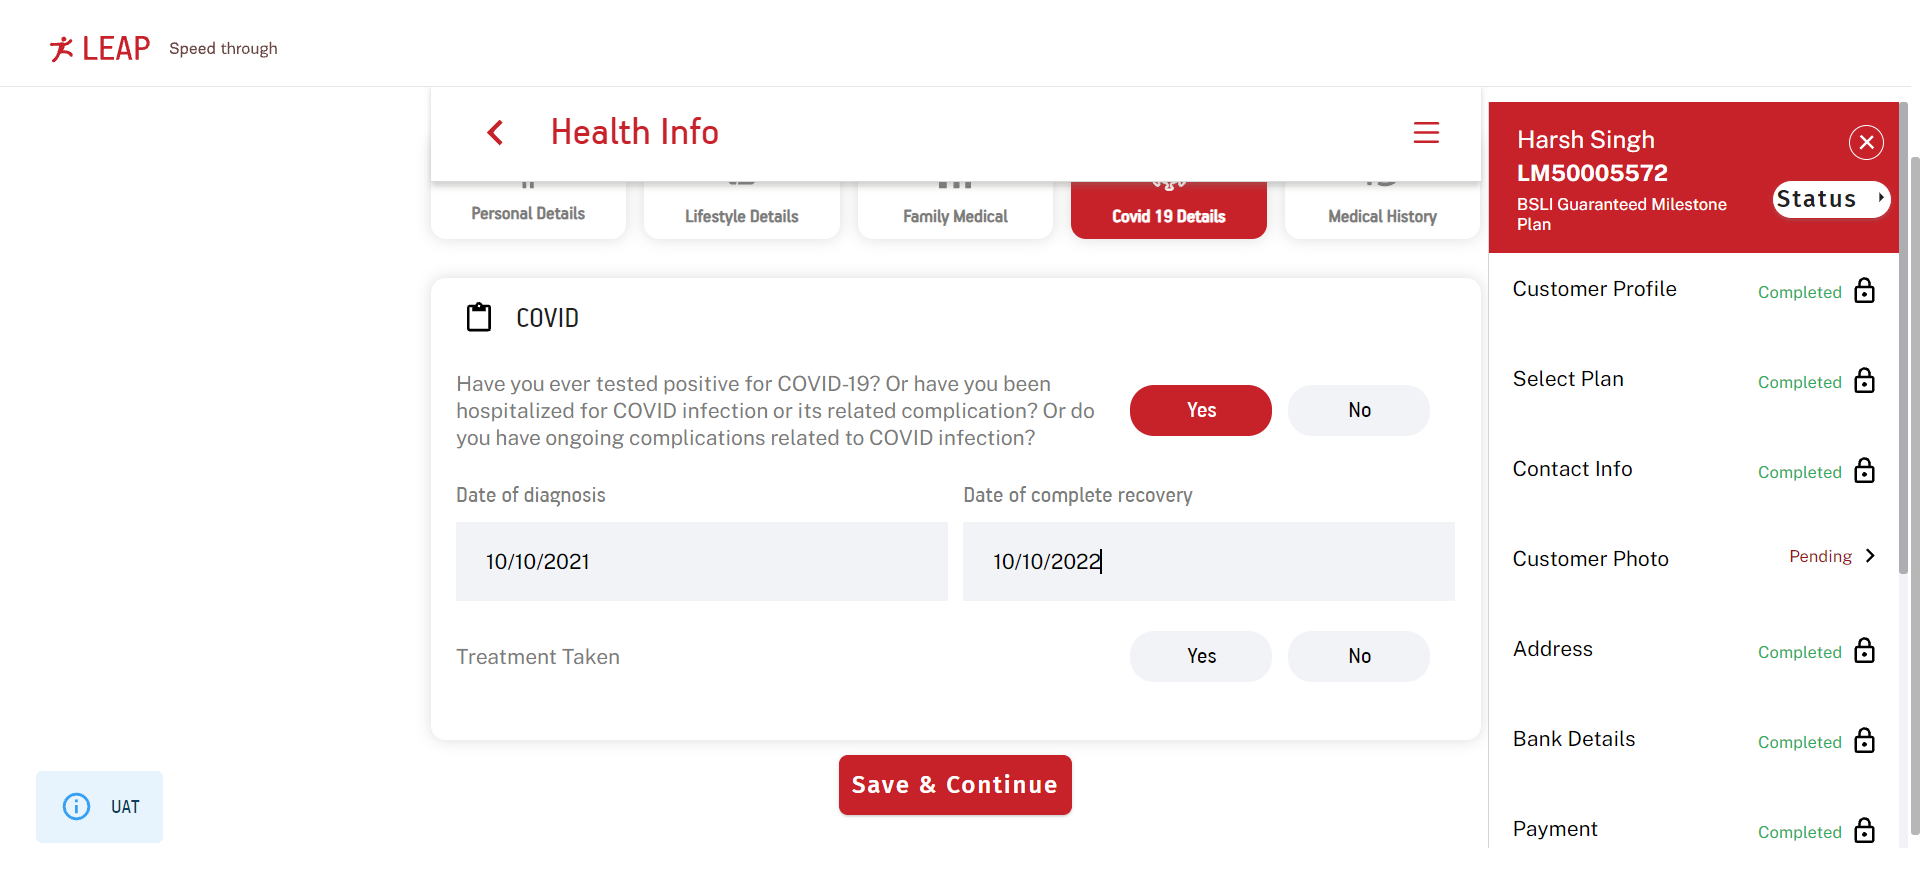 LEAP Speed through
Health Info
Personal Details
Lifestyle Details
Family Medical
Covid 19 Details
Medical History
COVID
Have you ever tested positive for COVID-19? Or have you been
hospitalized for COVID infection or its related complication? Or do
you have ongoing complications related to COVID infection?
Yes
No
Date of diagnosis
Date of complete recovery
10/10/2021
10/10/2022
Treatment Taken
Yes
No
Save & Continue
UAT
Harsh Singh
LM50005572
BSLI Guaranteed Milestone
Plan
Status
Customer Profile Completed
Select Plan Completed
Contact Info Completed
Customer Photo Pending
Address Completed
Bank Details Completed
Payment Completed